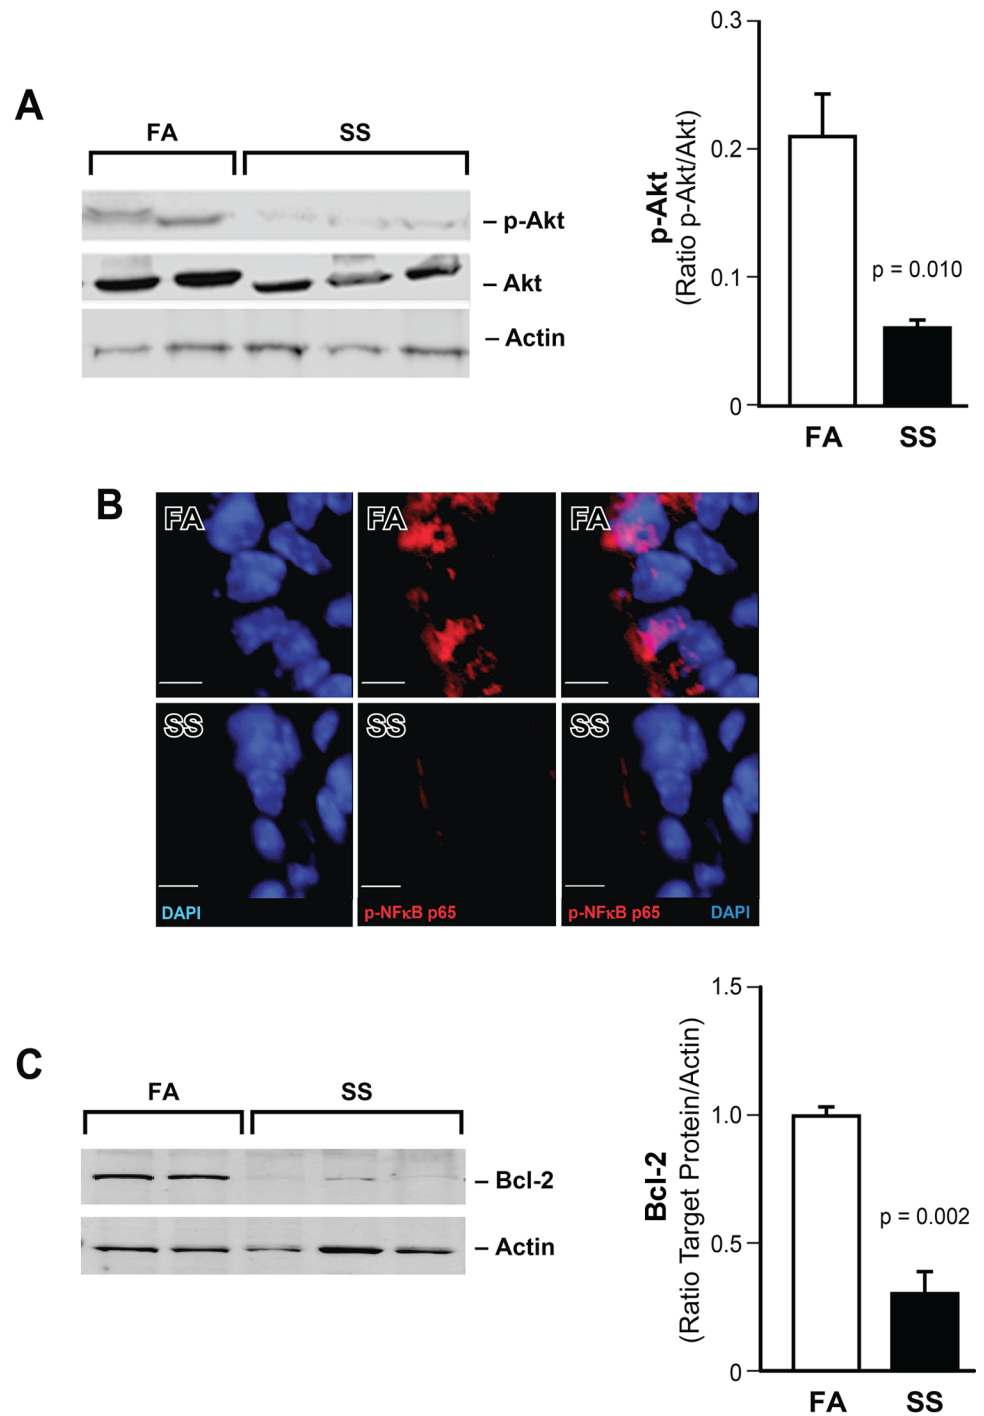 A
FA SS
– p-Akt
– Akt
– Actin
p-Akt
(Ratio p-Akt/Akt)
0.3
0.2
0.1
0
p = 0.010
FA SS
B
FA FA FA
SS SS SS
DAPI p-NFκB p65 p-NFκB p65 DAPI
C
FA SS
– Bcl-2
– Actin
Bcl-2
(Ratio Target Protein/Actin)
1.5
1.0
0.5
0
p = 0.002
FA SS